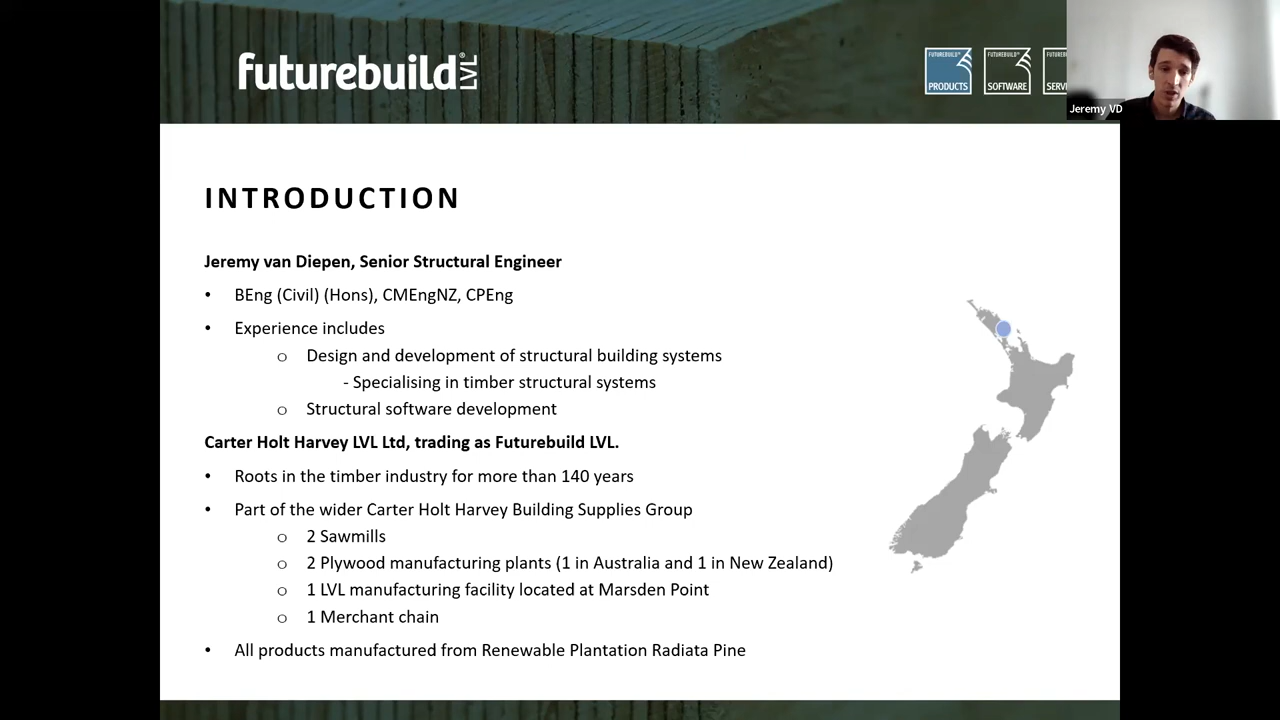 futurebuild LVL®
FUTUREBUILD® PRODUCTS
FUTUREBUILD® SOFTWARE
Jeremy VD
INTRODUCTION
Jeremy van Diepen, Senior Structural Engineer
• BEng (Civil) (Hons), CMEngNZ, CPEng
• Experience includes
o Design and development of structural building systems
- Specialising in timber structural systems
o Structural software development
Carter Holt Harvey LVL Ltd, trading as Futurebuild LVL.
• Roots in the timber industry for more than 140 years
• Part of the wider Carter Holt Harvey Building Supplies Group
o 2 Sawmills
o 2 Plywood manufacturing plants (1 in Australia and 1 in New Zealand)
o 1 LVL manufacturing facility located at Marsden Point
o 1 Merchant chain
• All products manufactured from Renewable Plantation Radiata Pine